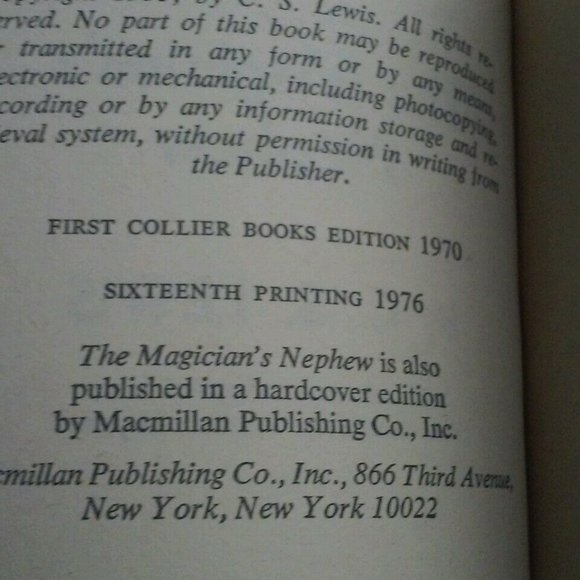 by C. S. Lewis. All rights re-
erved. No part of this book may be reproduced
r transmitted in any form or by any means,
ectronic or mechanical, including photocopying,
cording or by any information storage and re-
eval system, without permission in writing from
the Publisher.
FIRST COLLIER BOOKS EDITION 1970
SIXTEENTH PRINTING 1976
The Magician's Nephew is also
published in a hardcover edition
by Macmillan Publishing Co., Inc.
cmillan Publishing Co., Inc., 866 Third Avenue,
New York, New York 10022